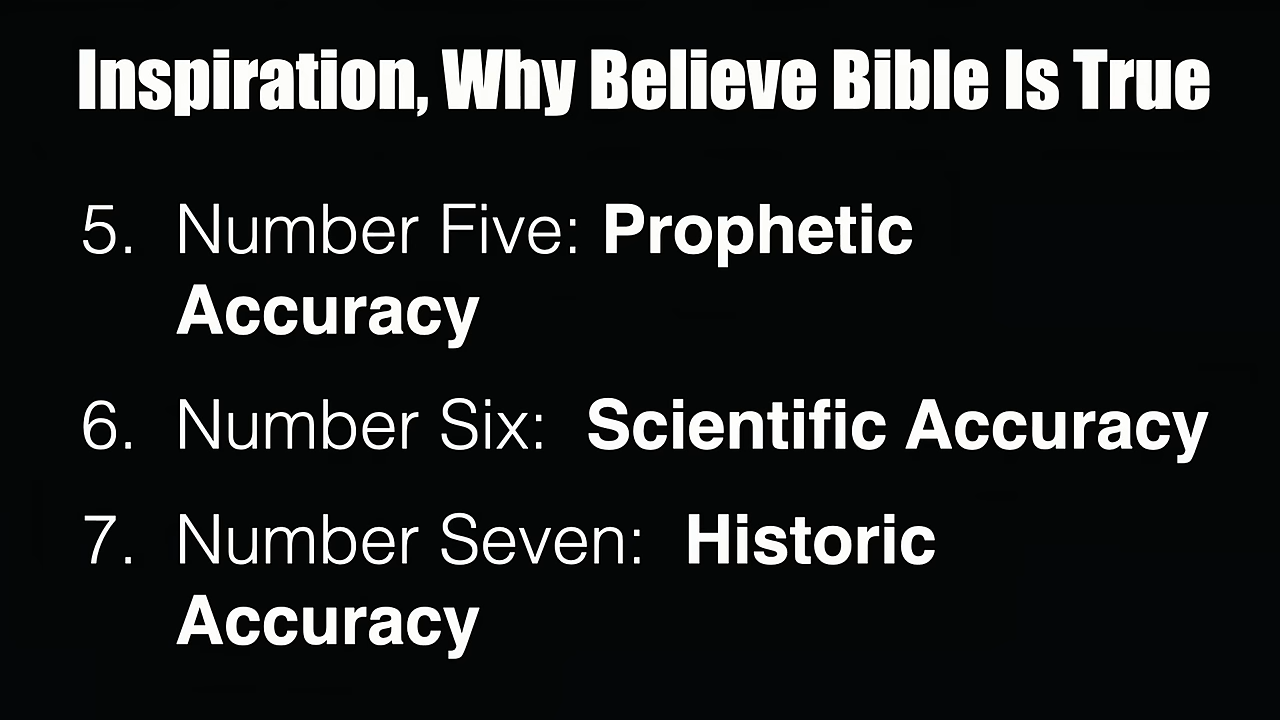 Inspiration, Why Believe Bible Is True
5. Number Five: Prophetic
Accuracy
6. Number Six: Scientific Accuracy
7. Number Seven: Historic
Accuracy